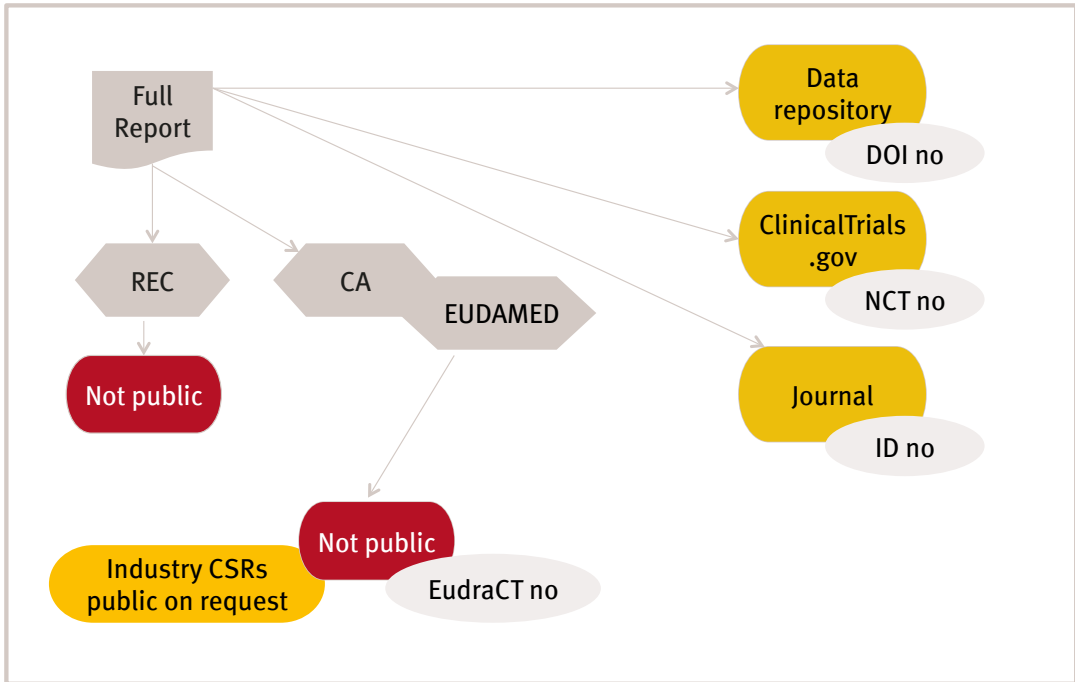 Full
Report
Data
repository
DOI no
ClinicalTrials
.gov
NCT no
REC
CA
EUDAMED
Not public
Journal
ID no
Not public
EudraCT no
Industry CSRs
public on request